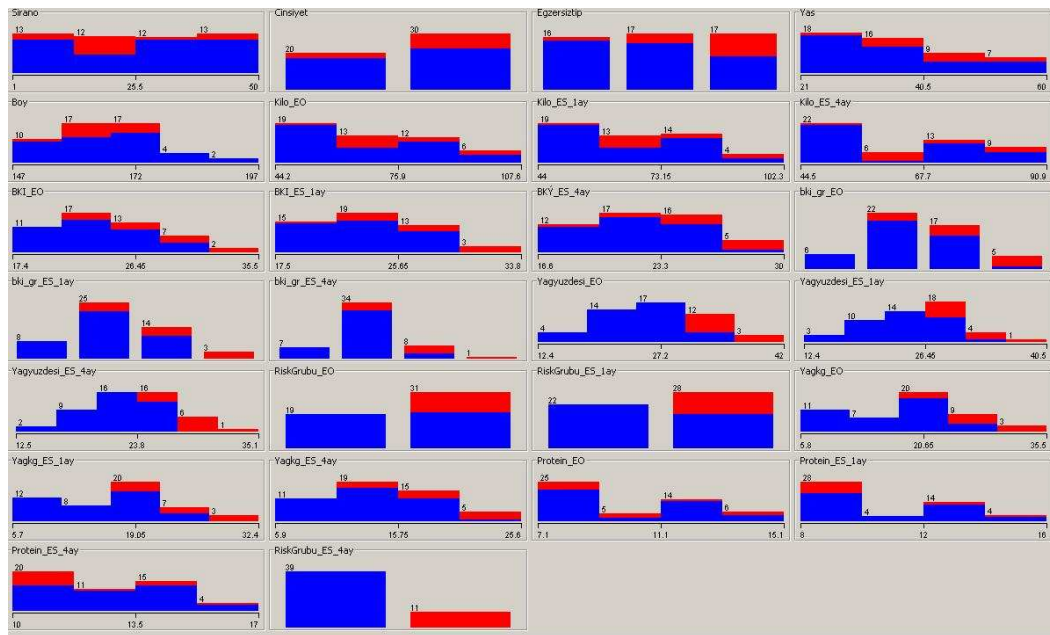 Sirano
13 12 12 13
1 25.5 50
Cinsiyet
20 30
Egzersiztip
16 17 17
Yas
18 16 9 7
21 40.5 60
Boy
10 17 17 4 2
147 172 197
Kilo_EO
19 13 12 6
44.2 75.9 107.6
Kilo_ES_1ay
19 13 14 4
44 73.15 102.3
Kilo_ES_4ay
22 6 13 9
44.5 67.7 90.9
BKI_EO
11 17 13 7 2
17.4 26.45 35.5
BKI_ES_1ay
15 19 13 3
17.5 25.65 33.8
BKÝ_ES_4ay
12 17 16 5
16.6 23.3 30
bki_gr_EO
6 22 17 5
bki_gr_ES_1ay
8 25 14 3
bki_gr_ES_4ay
7 34 8 1
Yagyuzdesi_EO
4 14 17 12 3
12.4 27.2 42
Yagyuzdesi_ES_1ay
3 10 14 18 4 1
12.4 26.45 40.5
Yagyuzdesi_ES_4ay
2 9 16 16 6 1
12.5 23.8 35.1
RiskGrubu_EO
19 31
RiskGrubu_ES_1ay
22 28
Yagkg_EO
11 7 20 9 3
5.8 20.65 35.5
Yagkg_ES_1ay
12 8 20 7 3
5.7 19.05 32.4
Yagkg_ES_4ay
11 19 15 5
5.9 15.75 25.6
Protein_EO
25 5 14 6
7.1 11.1 15.1
Protein_ES_1ay
28 4 14 4
8 12 16
Protein_ES_4ay
20 11 15 4
10 13.5 17
RiskGrubu_ES_4ay
39 11